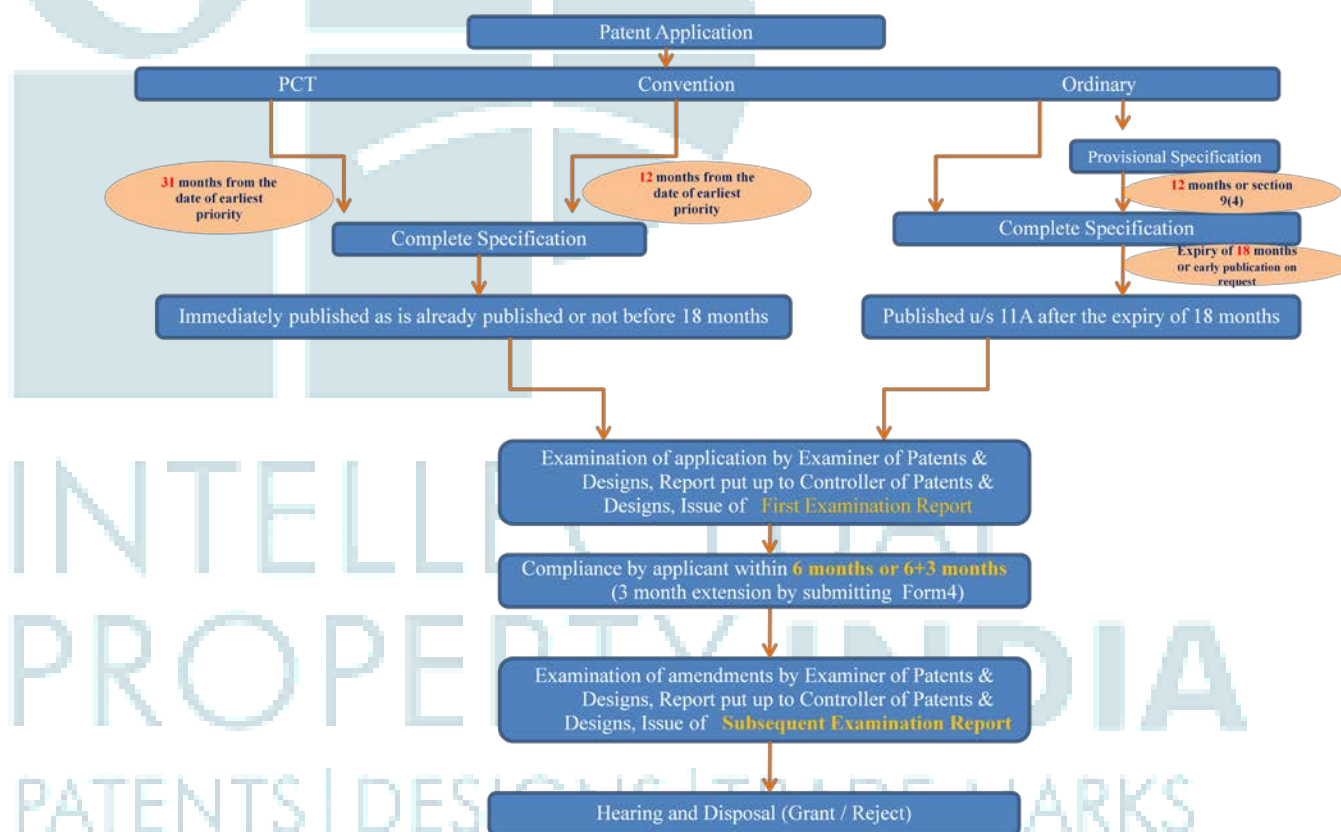 Patent Application
PCT Convention Ordinary
Provisional Specification
31 months from the
date of earliest
priority
12 months from the
date of earliest
priority
12 months or section
9(4)
Complete Specification
Complete Specification
Expiry of 18 months
or early publication on
request
Immediately published as is already published or not before 18 months
Published u/s 11A after the expiry of 18 months
Examination of application by Examiner of Patents &
Designs, Report put up to Controller of Patents &
Designs, Issue of First Examination Report
Compliance by applicant within 6 months or 6+3 months
(3 month extension by submitting Form4)
Examination of amendments by Examiner of Patents &
Designs, Report put up to Controller of Patents &
Designs, Issue of Subsequent Examination Report
Hearing and Disposal (Grant / Reject)
INTELLECTUAL
PROPERTY INDIA
PATENTS | DESIGNS | TRADE MARKS